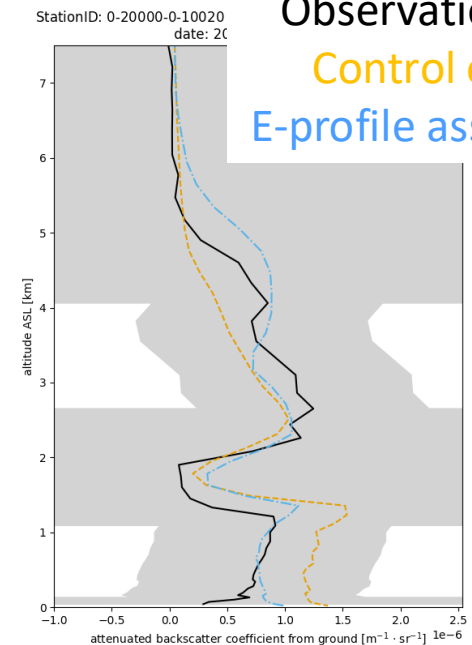 StationID: 0-20000-0-10020
date: 20
Control
E-profile
7
6
5
4
3
2
1
0
altitude ASL [km]
−1.0 −0.5 0.0 0.5 1.0 1.5 2.0 2.5
1e−6
attenuated backscatter coefficient from ground [m⁻¹ · sr⁻¹]